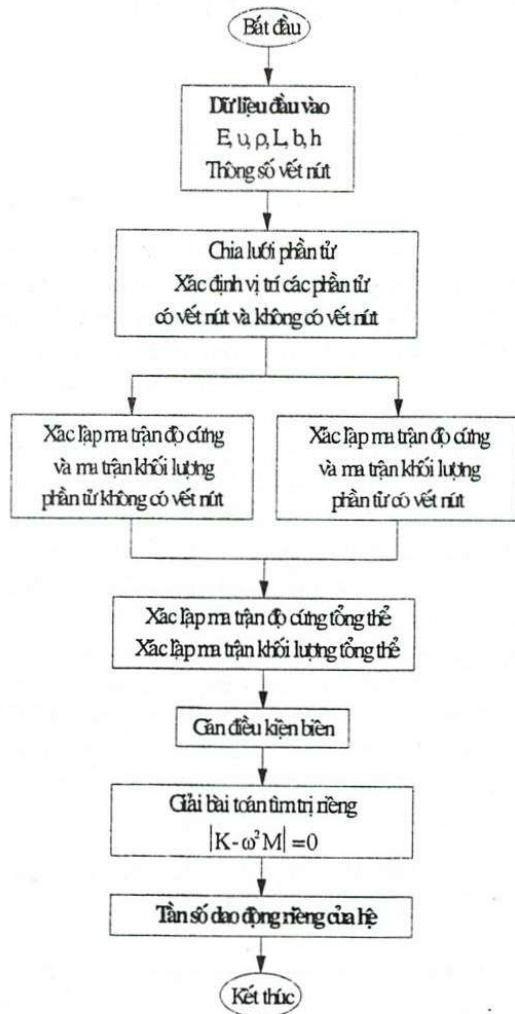 Bắt đầu
Dữ liệu đầu vào
E, υ, ρ, L, b, h
Thông số vết nứt
Chia lưới phần tử
Xác định vị trí các phần tử
có vết nứt và không có vết nứt
Xác lập ma trận độ cứng
và ma trận khối lượng
phần tử không có vết nứt
Xác lập ma trận độ cứng
và ma trận khối lượng
phần tử có vết nứt
Xác lập ma trận độ cứng tổng thể
Xác lập ma trận khối lượng tổng thể
Gán điều kiện biên
Giải bài toán tìm trị riêng
|K-ω²M| =0
Tần số dao động riêng của hệ
Kết thúc